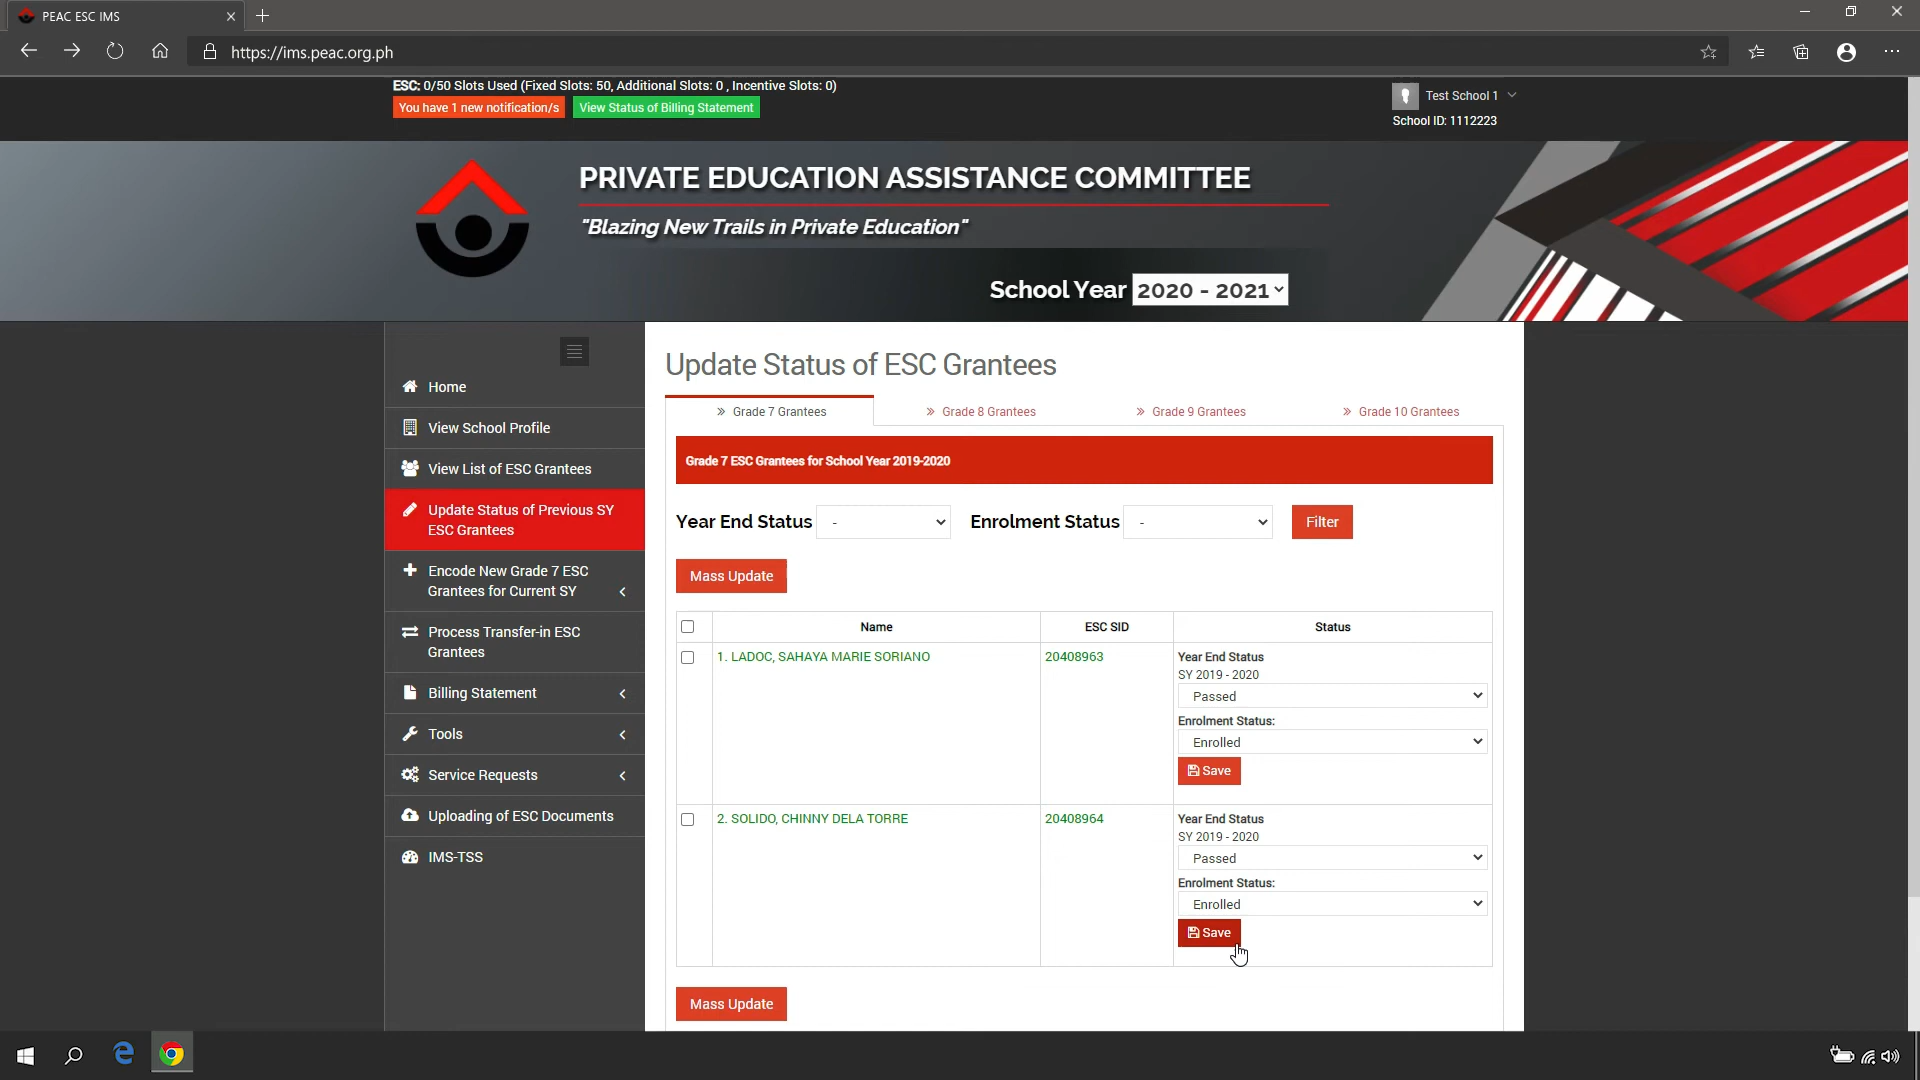 PEAC ESC IMS
https://ims.peac.org.ph
ESC: 0/50 Slots Used (Fixed Slots: 50, Additional Slots: 0 , Incentive Slots: 0)
You have 1 new notification/s
View Status of Billing Statement
Test School 1
School ID: 1112223
PRIVATE EDUCATION ASSISTANCE COMMITTEE
"Blazing New Trails in Private Education"
School Year 2020 - 2021
Home
View School Profile
View List of ESC Grantees
Update Status of Previous SY
ESC Grantees
Encode New Grade 7 ESC
Grantees for Current SY
Process Transfer-in ESC
Grantees
Billing Statement
Tools
Service Requests
Uploading of ESC Documents
IMS-TSS
Update Status of ESC Grantees
» Grade 7 Grantees
» Grade 8 Grantees
» Grade 9 Grantees
» Grade 10 Grantees
Grade 7 ESC Grantees for School Year 2019-2020
Year End Status - Enrolment Status - Filter
Mass Update
Name ESC SID Status
1. LADOC, SAHAYA MARIE SORIANO 20408963 Year End Status
SY 2019 - 2020
Passed
Enrolment Status:
Enrolled
Save
2. SOLIDO, CHINNY DELA TORRE 20408964 Year End Status
SY 2019 - 2020
Passed
Enrolment Status:
Enrolled
Save
Mass Update